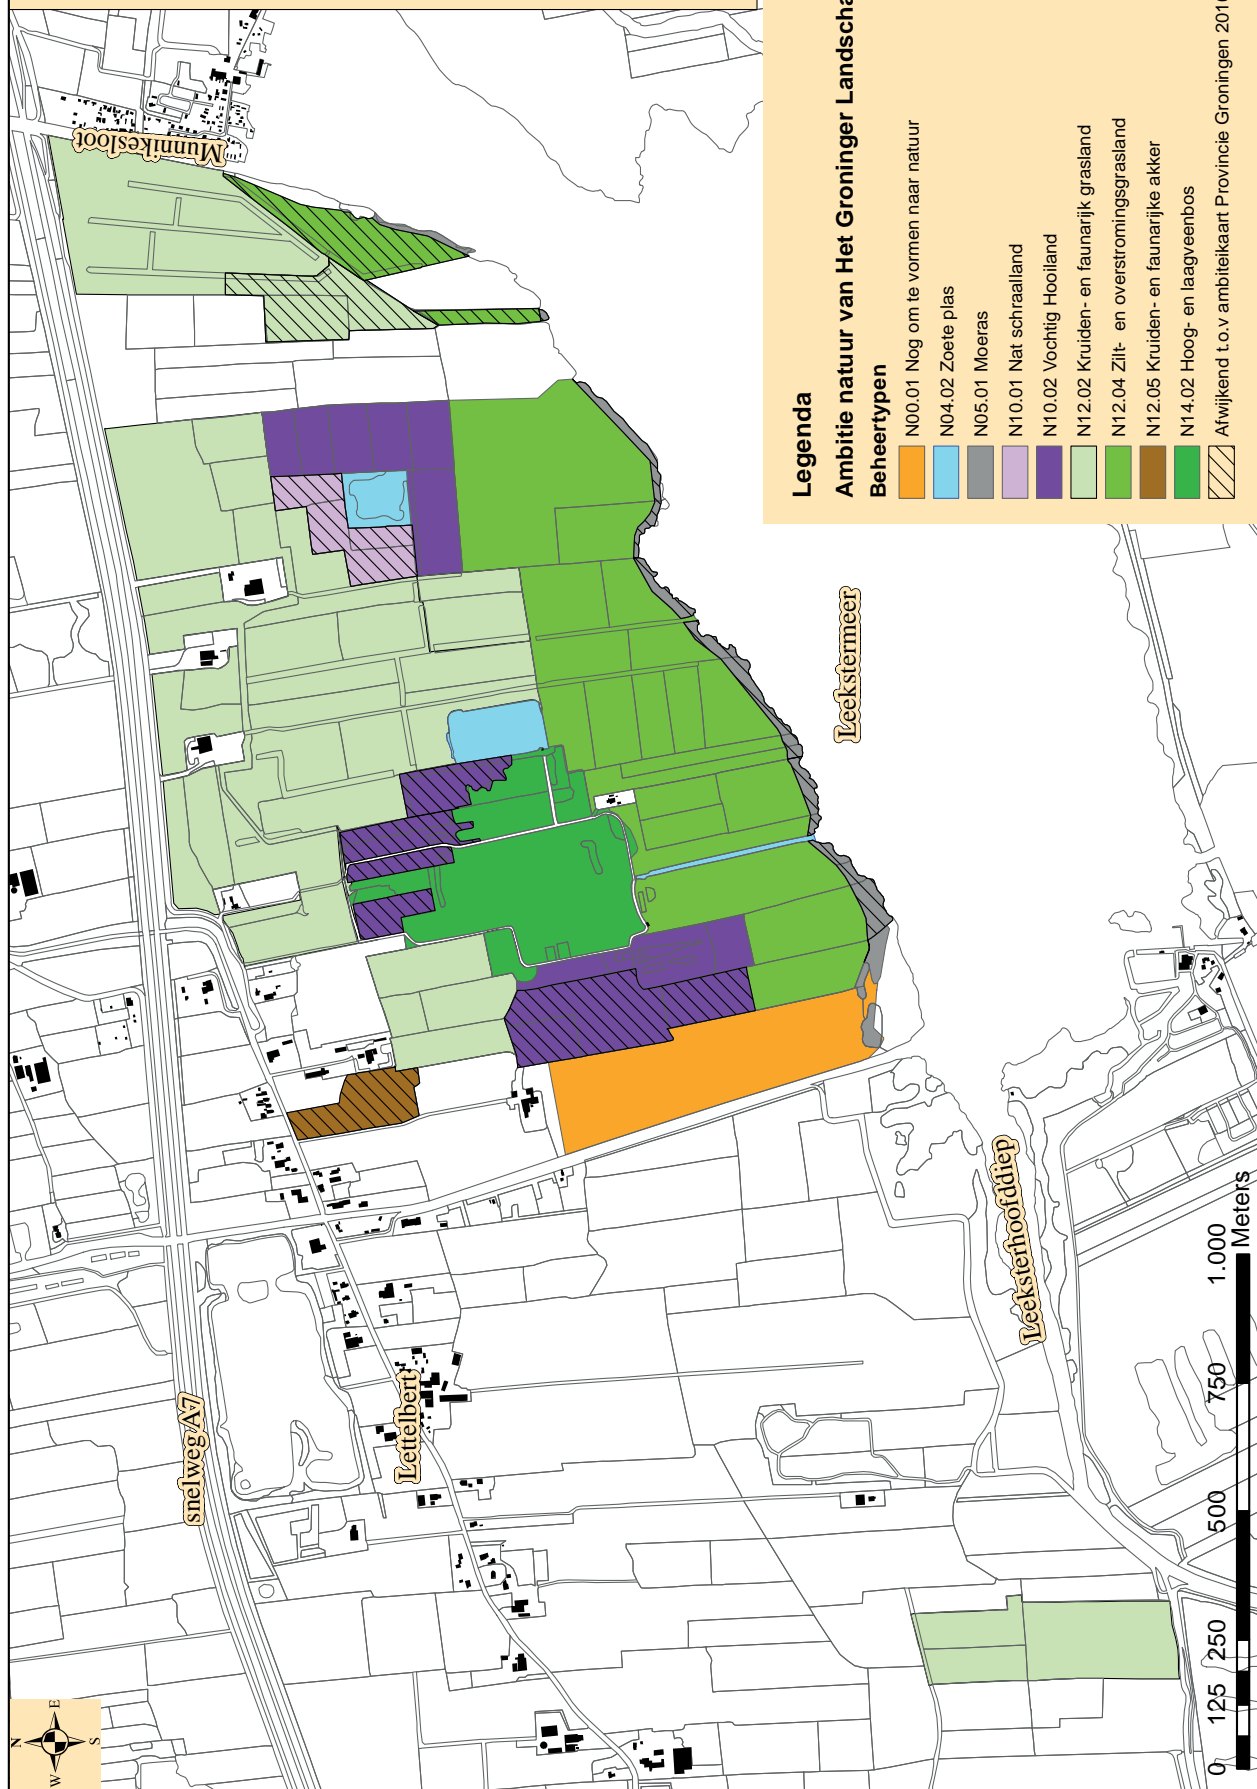 N
W
E
S
snelweg A7
Lettelbert
Munnikesloot
Leekstermeer
Leeksterhoofddiep
Legenda
Ambitie natuur van Het Groninger Landscha
Beheertypen
N00.01 Nog om te vormen naar natuur
N04.02 Zoete plas
N05.01 Moeras
N10.01 Nat schraalland
N10.02 Vochtig Hooiland
N12.02 Kruiden- en faunarijk grasland
N12.04 Zilt- en overstromingsgrasland
N12.05 Kruiden- en faunarijke akker
N14.02 Hoog- en laagveenbos
Afwijkend t.o.v ambiteikaart Provincie Groningen 2016
0 125 250 500 750 1.000
Meters